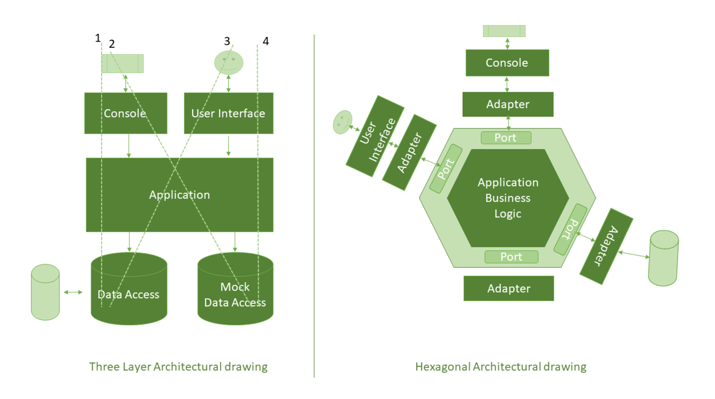 1
2
3
4
Console
User Interface
Application
Data Access
Mock
Data Access
Three Layer Architectural drawing
Console
Adapter
User
Interface
Adapter
Port
Port
Application
Business
Logic
Port
Adapter
Port
Adapter
Hexagonal Architectural drawing